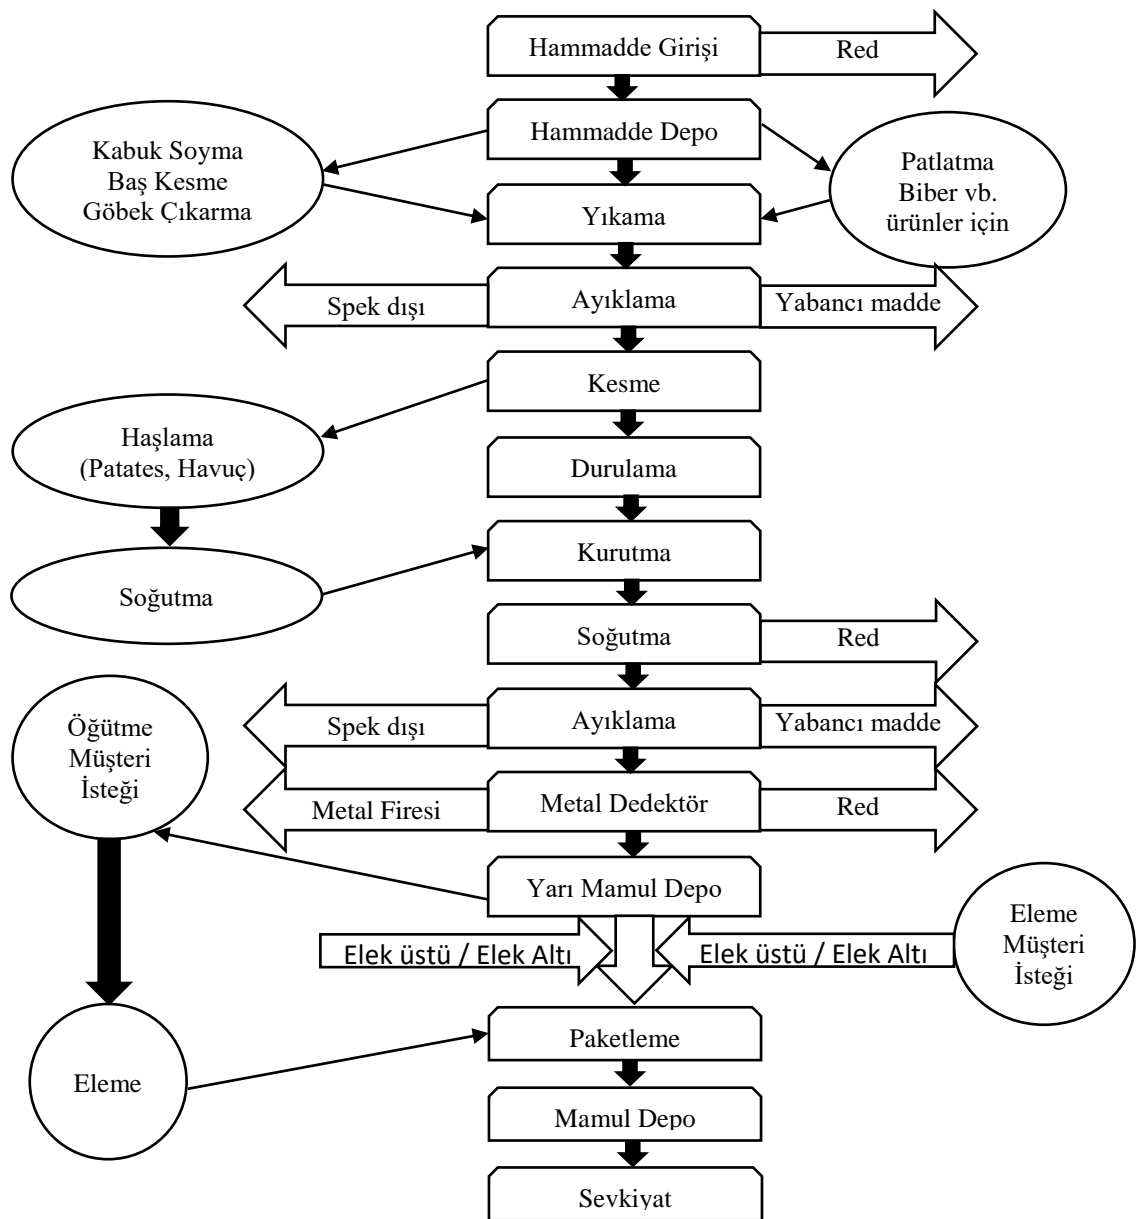 Hammadde Girişi
Red
Hammadde Depo
Kabuk Soyma
Baş Kesme
Göbek Çıkarma
Patlatma
Biber vb.
ürünler için
Yıkama
Spek dışı
Ayıklama
Yabancı madde
Kesme
Haşlama
(Patates, Havuç)
Durulama
Kurutma
Soğutma
Soğutma
Red
Öğütme
Müşteri
İsteği
Spek dışı
Ayıklama
Yabancı madde
Metal Firesi
Metal Dedektör
Red
Yarı Mamul Depo
Eleme
Müşteri
İsteği
Elek üstü / Elek Altı
Elek üstü / Elek Altı
Paketleme
Eleme
Mamul Depo
Sevkiyat